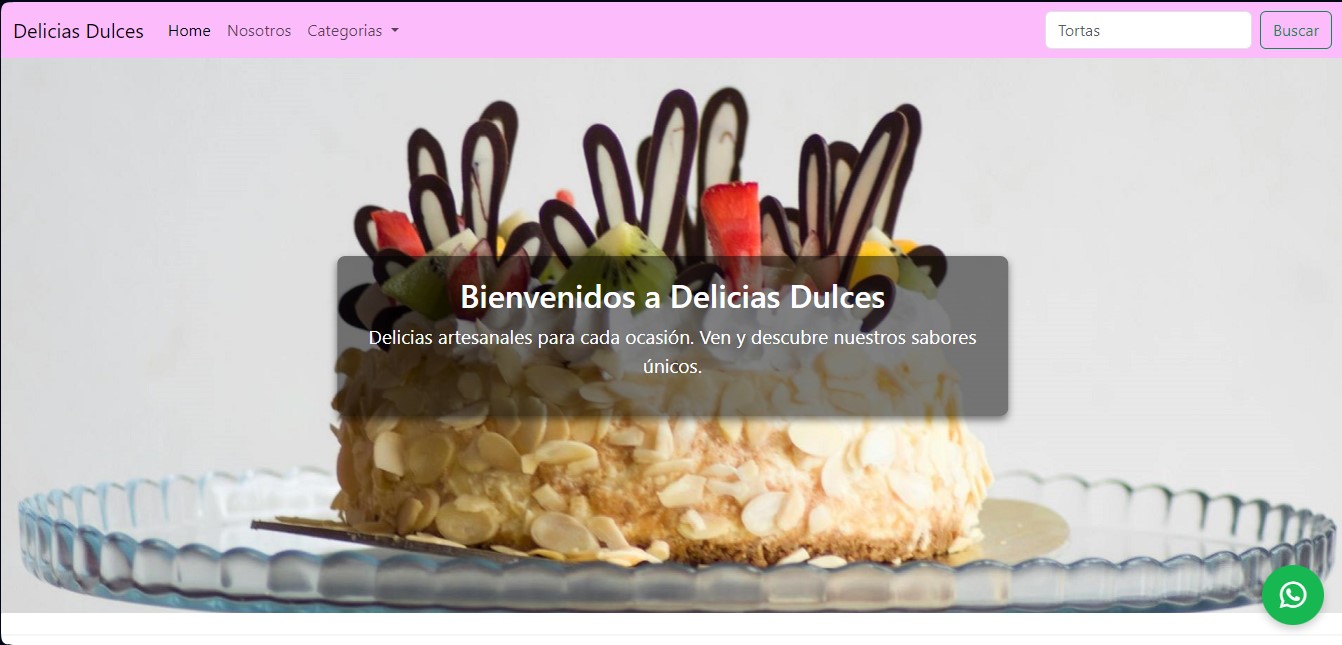 Delicias Dulces Home Nosotros Categorias Tortas Buscar
Bienvenidos a Delicias Dulces
Delicias artesanales para cada ocasión. Ven y descubre nuestros sabores
únicos.